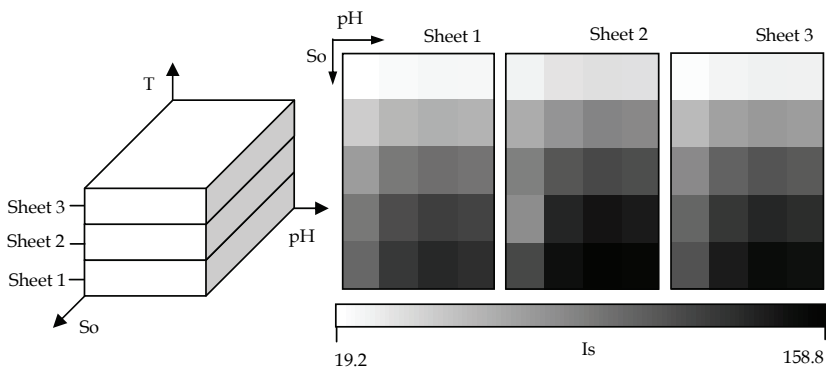 T
Sheet 3
Sheet 2
Sheet 1
So
pH
pH
So
Sheet 1
Sheet 2
Sheet 3
19.2
Is
158.8